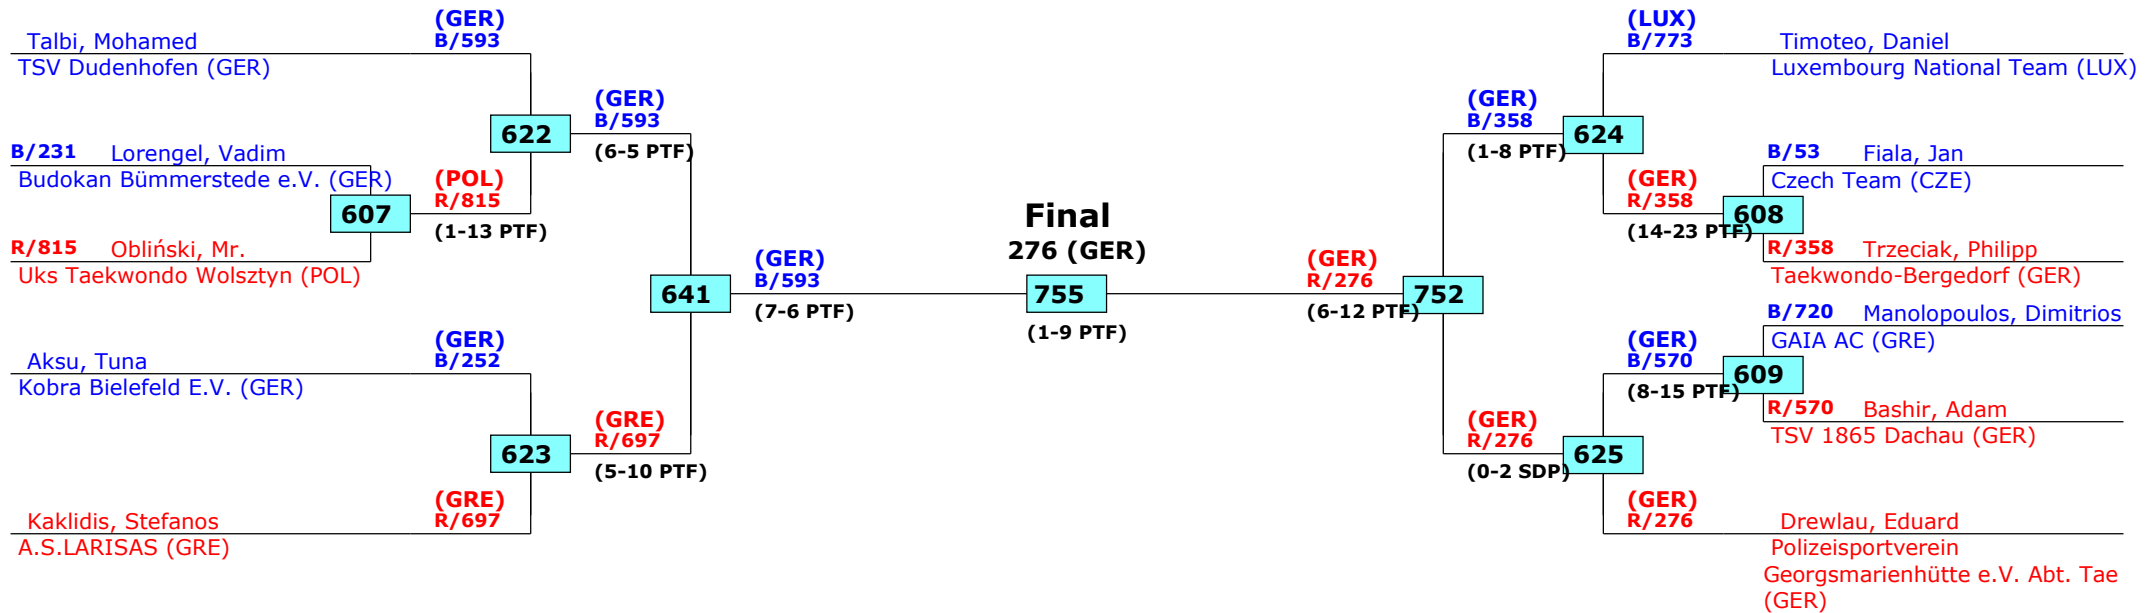 (GER)
B/593
Talbi, Mohamed
TSV Dudenhofen (GER)
622
(GER)
B/593
(6-5 PTF)
B/231 Lorengel, Vadim
Budokan Bümmerstede e.V. (GER)
607
(POL)
R/815
(1-13 PTF)
R/815 Obliński, Mr.
Uks Taekwondo Wolsztyn (POL)
641
(GER)
B/593
(7-6 PTF)
(GER)
B/252
Aksu, Tuna
Kobra Bielefeld E.V. (GER)
623
(GRE)
R/697
(5-10 PTF)
(GRE)
R/697
Kaklidis, Stefanos
A.S.LARISAS (GRE)
Final
276 (GER)
755
(1-9 PTF)
(LUX)
B/773
Timoteo, Daniel
Luxembourg National Team (LUX)
(GER)
B/358
(1-8 PTF)
624
B/53 Fiala, Jan
Czech Team (CZE)
(GER)
R/358
(14-23 PTF)
608
R/358 Trzeciak, Philipp
Taekwondo-Bergedorf (GER)
(GER)
R/276
(6-12 PTF)
752
B/720 Manolopoulos, Dimitrios
GAIA AC (GRE)
(GER)
B/570
(8-15 PTF)
609
R/570 Bashir, Adam
TSV 1865 Dachau (GER)
(GER)
R/276
(0-2 SDP)
625
(GER)
R/276
Drewlau, Eduard
Polizeisportverein
Georgsmarienhütte e.V. Abt. Tae
(GER)